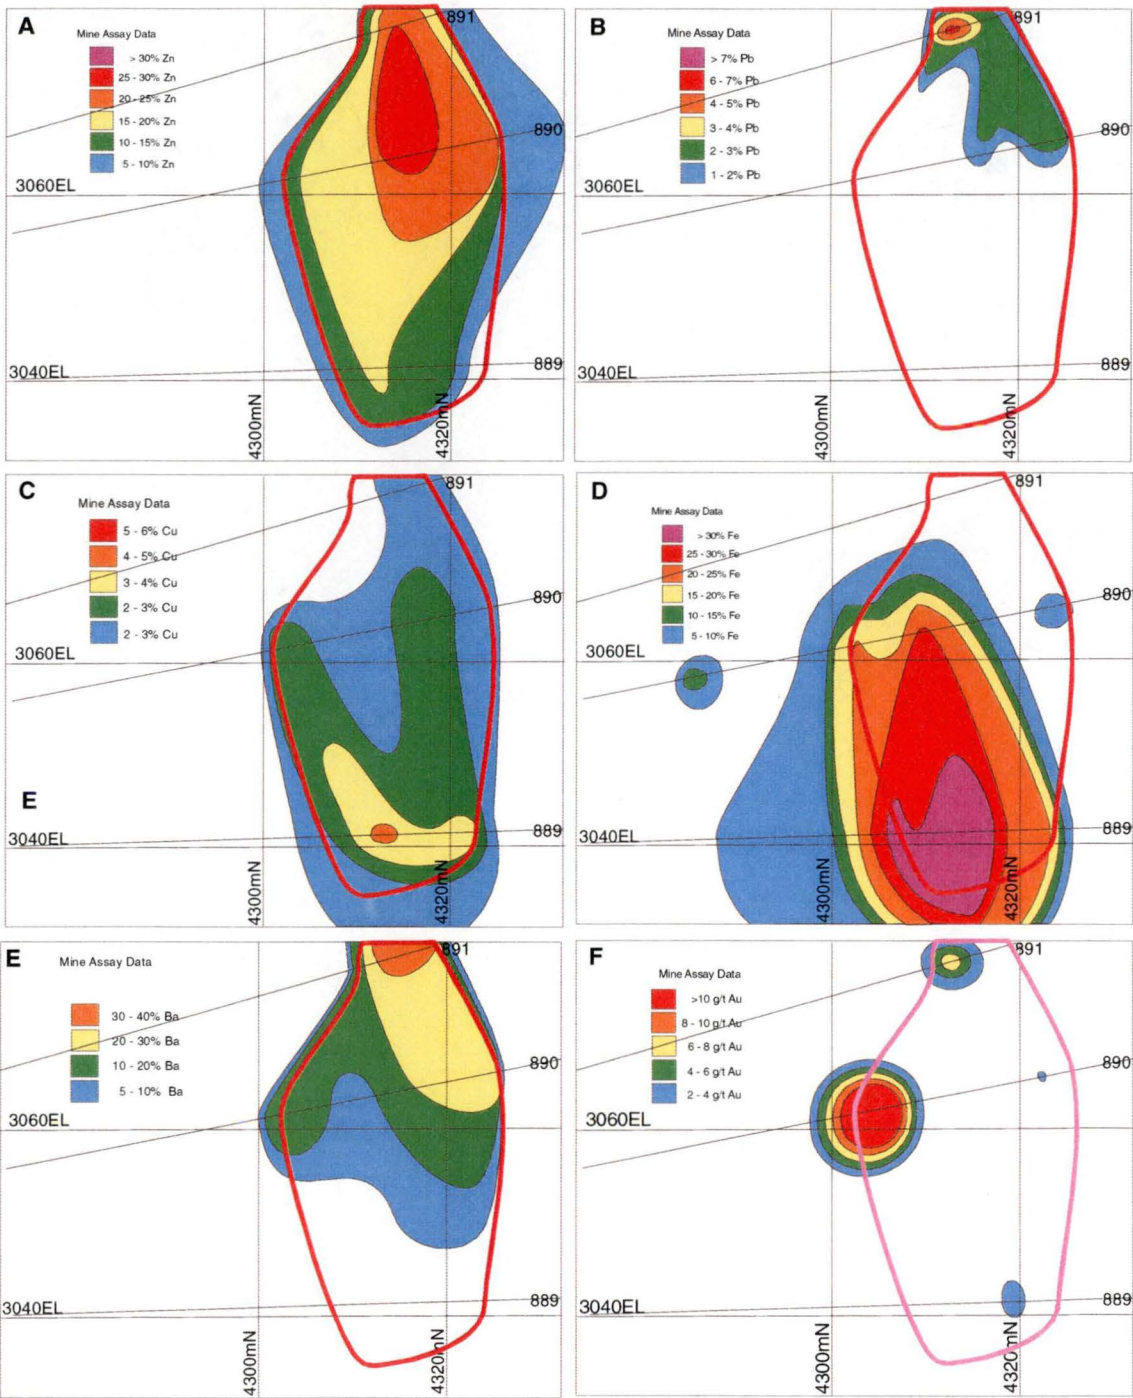 A
Mine Assay Data
> 30% Zn
25 - 30% Zn
20 - 25% Zn
15 - 20% Zn
10 - 15% Zn
5 - 10% Zn
891
890
3060EL
889
3040EL
4300mN
4320mN
B
Mine Assay Data
> 7% Pb
6 - 7% Pb
4 - 5% Pb
3 - 4% Pb
2 - 3% Pb
1 - 2% Pb
891
890
3060EL
889
3040EL
4300mN
4320mN
C
Mine Assay Data
5 - 6% Cu
4 - 5% Cu
3 - 4% Cu
2 - 3% Cu
2 - 3% Cu
891
890
3060EL
E
889
3040EL
4300mN
4320mN
D
Mine Assay Data
> 30% Fe
25 - 30% Fe
20 - 25% Fe
15 - 20% Fe
10 - 15% Fe
5 - 10% Fe
891
890
3060EL
889
3040EL
4300mN
4320mN
E
Mine Assay Data
30 - 40% Ba
20 - 30% Ba
10 - 20% Ba
5 - 10% Ba
891
890
3060EL
889
3040EL
4300mN
4320mN
F
Mine Assay Data
>10 g/t Au
8 - 10 g/t Au
6 - 8 g/t Au
4 - 6 g/t Au
2 - 4 g/t Au
891
890
3060EL
889
3040EL
4300mN
4320mN